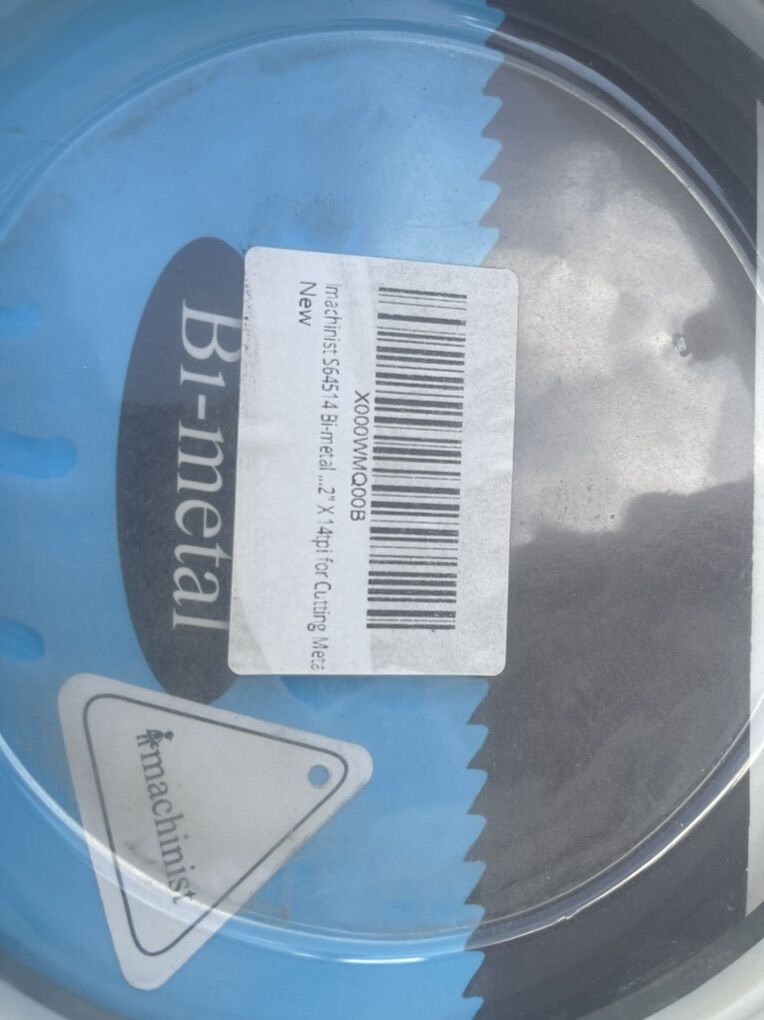 Bi-metal
X000WMQ00B
Imachinist S64514 Bi-metal ...2" X 14tpi for Cutting Meta
New
imachinist